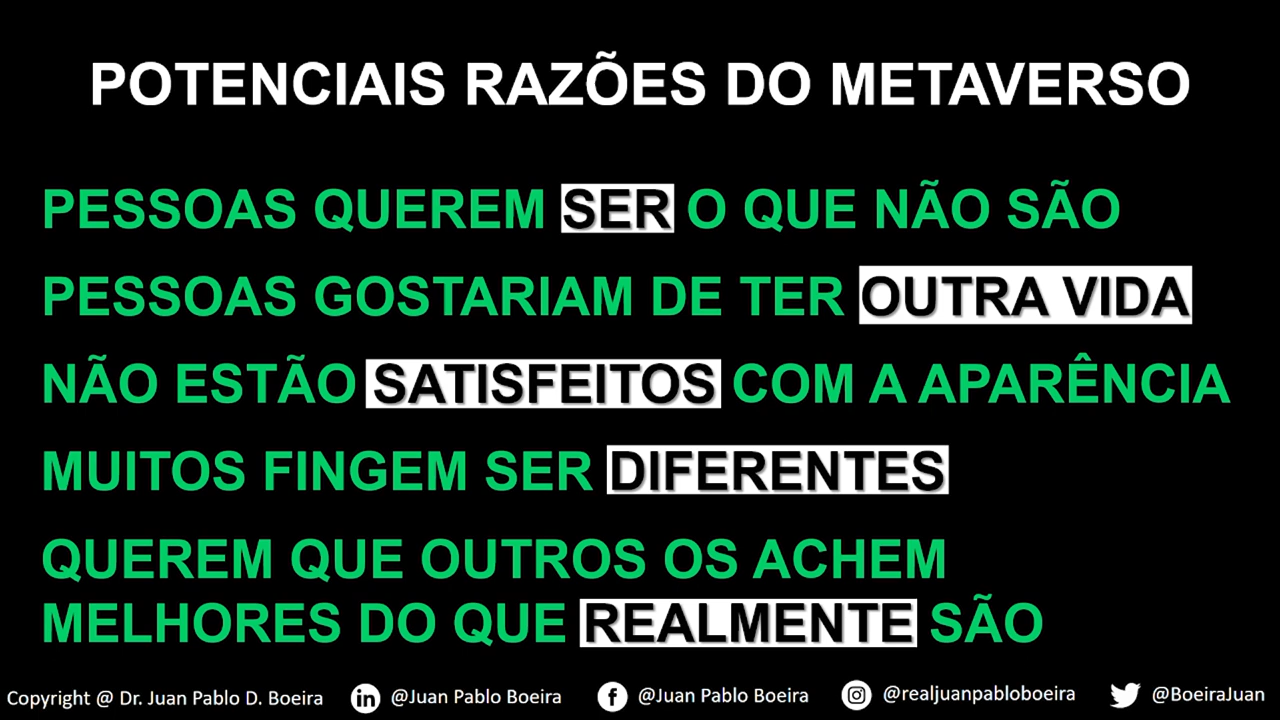 POTENCIAIS RAZÕES DO METAVERSO
PESSOAS QUEREM SER O QUE NÃO SÃO
PESSOAS GOSTARIAM DE TER OUTRA VIDA
NÃO ESTÃO SATISFEITOS COM A APARÊNCIA
MUITOS FINGEM SER DIFERENTES
QUEREM QUE OUTROS OS ACHEM
MELHORES DO QUE REALMENTE SÃO
Copyright @ Dr. Juan Pablo D. Boeira in @Juan Pablo Boeira f @Juan Pablo Boeira @realjuanpabloboeira @BoeiraJuan